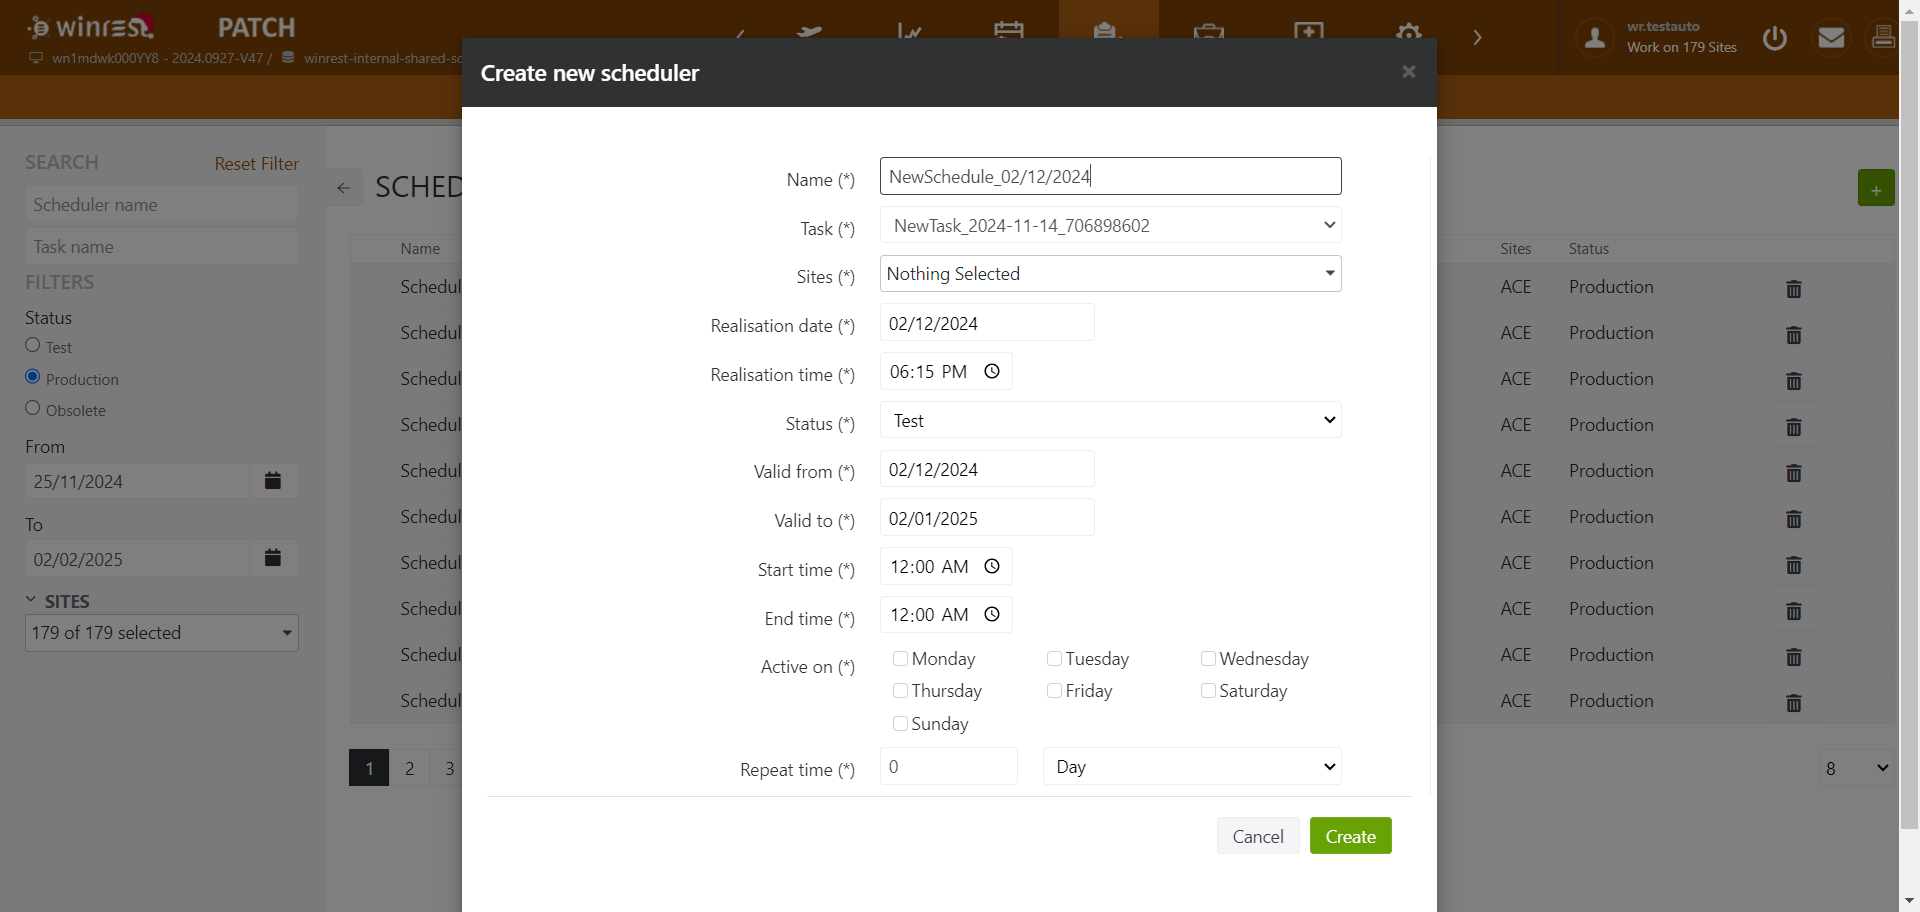 winrest PATCH
wn1mdwk000YY8 - 2024.0927-V47 / winrest-internal-shared-sc
wr.testauto
Work on 179 Sites
Create new scheduler ×
SEARCH Reset Filter
Scheduler name
Task name
FILTERS
Status
Test
Production
Obsolete
From
25/11/2024
To
02/02/2025
SITES
179 of 179 selected
← SCHED
+
Name Sites Status
Schedul ACE Production
Schedul ACE Production
Schedul ACE Production
Schedul ACE Production
Schedul ACE Production
Schedul ACE Production
Schedul ACE Production
Schedul ACE Production
Schedul ACE Production
Schedul ACE Production
1 2 3 8
Name (*) NewSchedule_02/12/2024
Task (*) NewTask_2024-11-14_706898602
Sites (*) Nothing Selected
Realisation date (*) 02/12/2024
Realisation time (*) 06:15 PM
Status (*) Test
Valid from (*) 02/12/2024
Valid to (*) 02/01/2025
Start time (*) 12:00 AM
End time (*) 12:00 AM
Active on (*) Monday Tuesday Wednesday
Thursday Friday Saturday
Sunday
Repeat time (*) 0 Day
Cancel Create